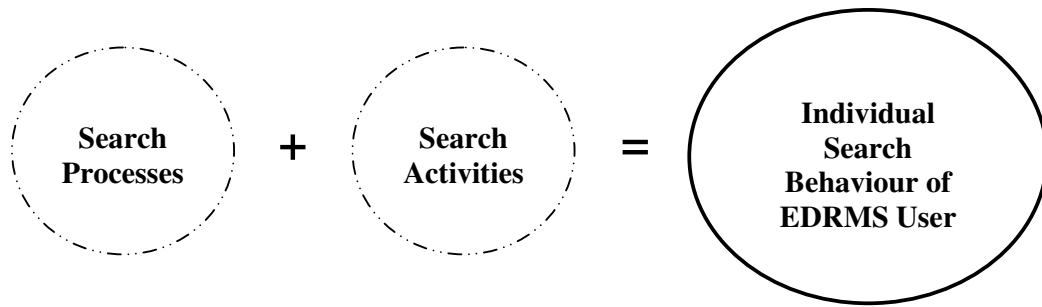 Search
Processes
+
Search
Activities
=
Individual
Search
Behaviour of
EDRMS User